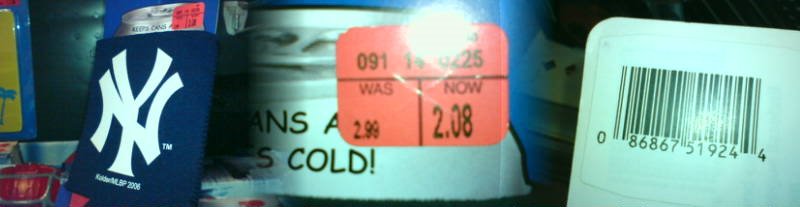 KEEPS CANS A
NY
TM
Kolder/MLBP 2006
091 14 0225
WAS NOW
2.99 2.08
ANS A
S COLD!
0 86867 51924 4